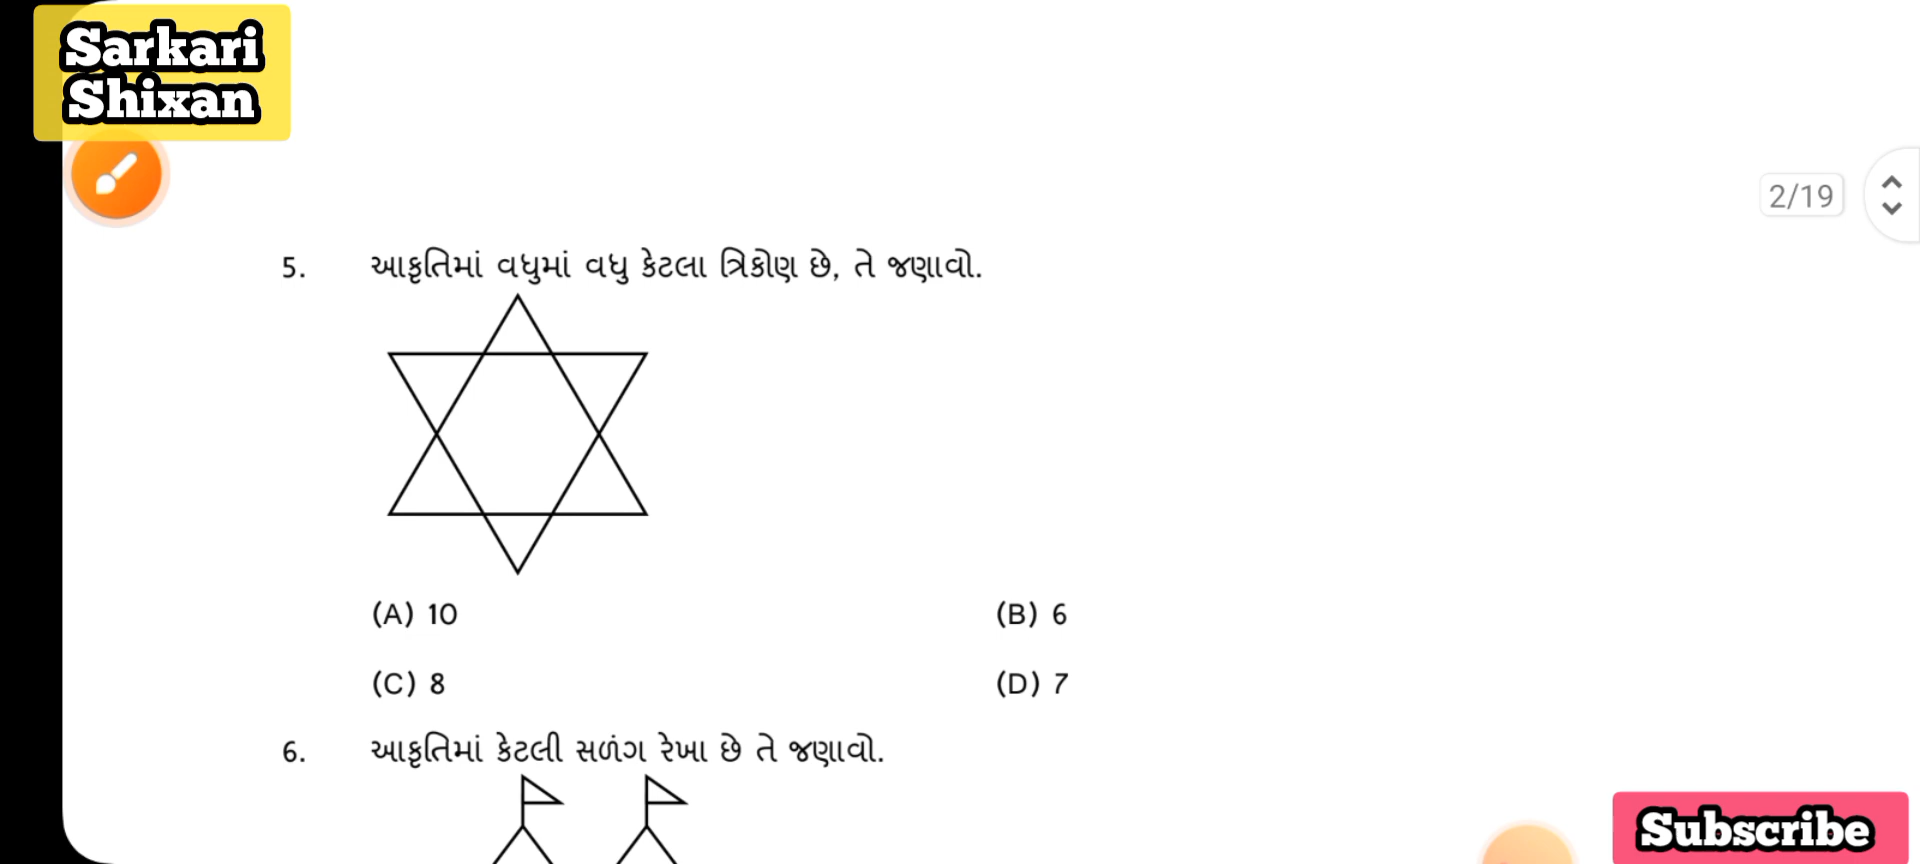 Sarkari
Shixan
2/19
5. આકૃતિમાં વધુમાં વધુ કેટલા ત્રિકોણ છે, તે જણાવો.
(A) 10 (B) 6
(C) 8 (D) 7
6. આકૃતિમાં કેટલી સળંગ રેખા છે તે જણાવો.
Subscribe